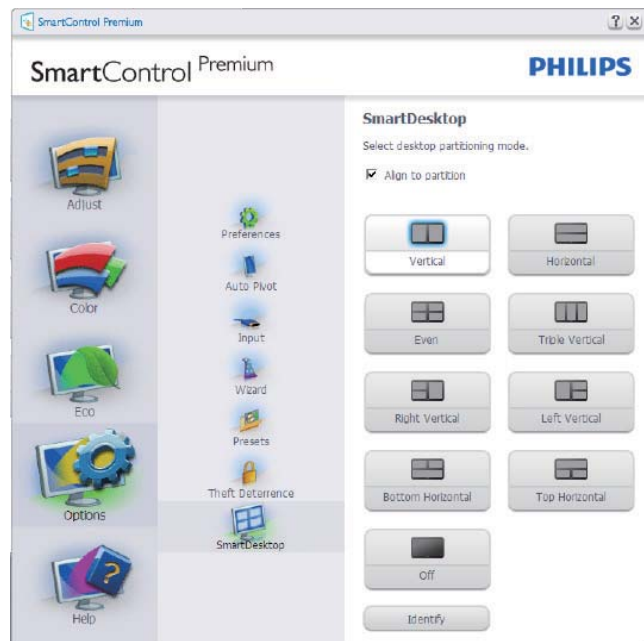 SmartControl Premium
SmartControl Premium
PHILIPS
Adjust
Color
Eco
Options
Help
Preferences
Auto Pivot
Input
Wizard
Presets
Theft Deterrence
SmartDesktop
SmartDesktop
Select desktop partitioning mode.
Align to partition
Vertical
Horizontal
Even
Triple Vertical
Right Vertical
Left Vertical
Bottom Horizontal
Top Horizontal
Off
Identify